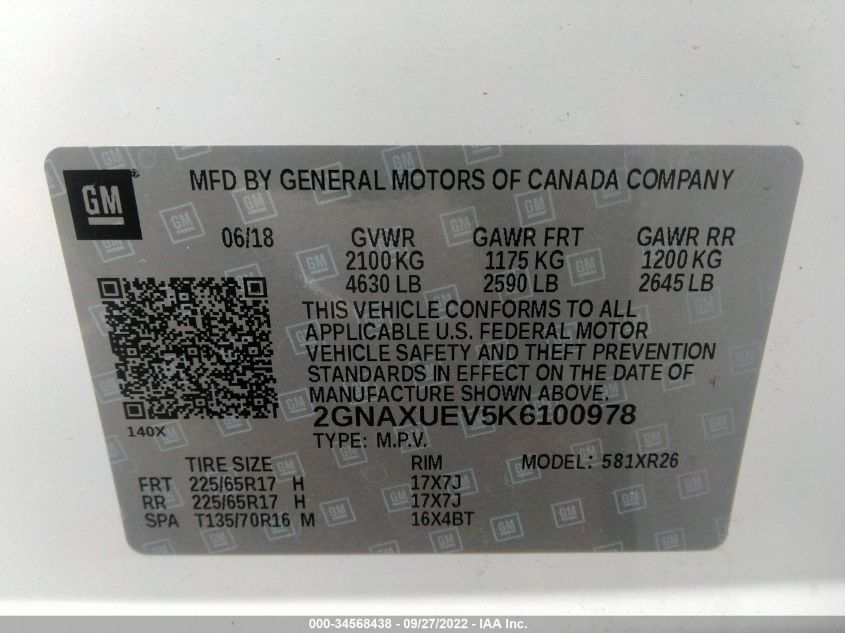 GM
MFD BY GENERAL MOTORS OF CANADA COMPANY
06/18 GVWR GAWR FRT GAWR RR
2100 KG 1175 KG 1200 KG
4630 LB 2590 LB 2645 LB
THIS VEHICLE CONFORMS TO ALL
APPLICABLE U.S. FEDERAL MOTOR
VEHICLE SAFETY AND THEFT PREVENTION
STANDARDS IN EFFECT ON THE DATE OF
MANUFACTURE SHOWN ABOVE.
2GNAXUEV5K6100978
140X
TYPE: M.P.V.
TIRE SIZE RIM MODEL: 581XR26
FRT 225/65R17 H 17X7J
RR 225/65R17 H 17X7J
SPA T135/70R16 M 16X4BT
000-34568438 - 09/27/2022 - IAA Inc.